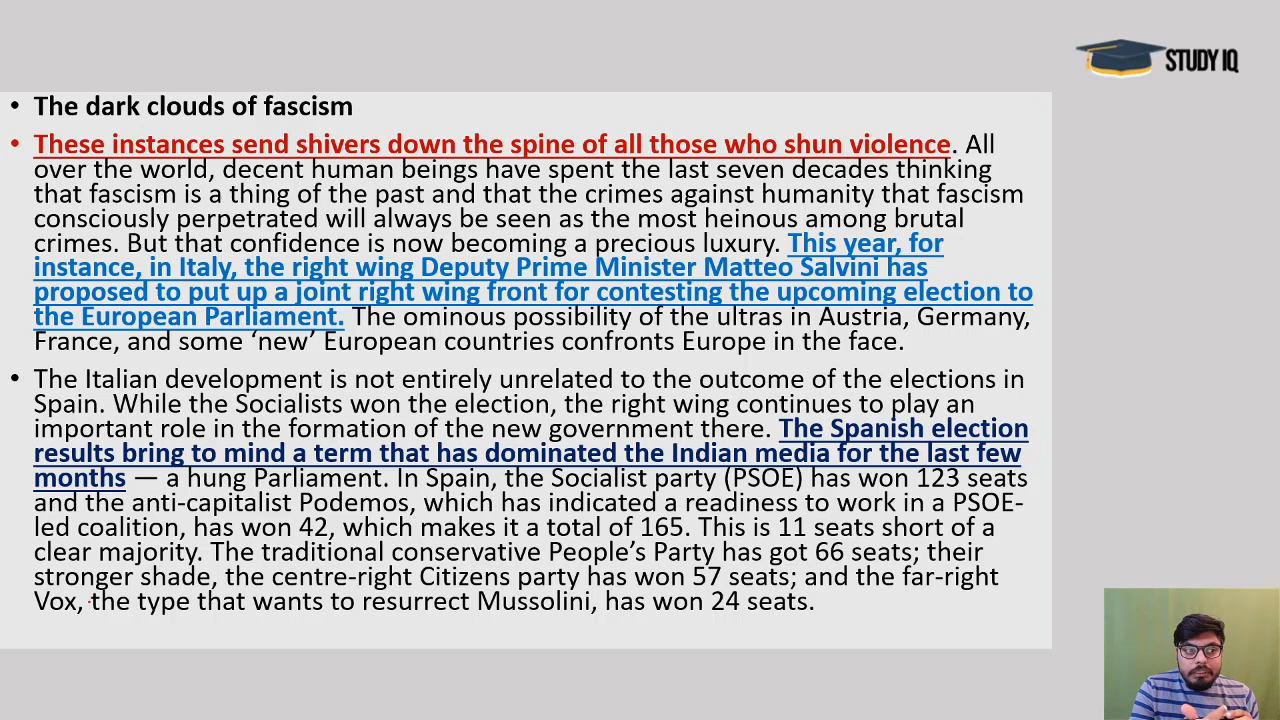 STUDY IQ
• The dark clouds of fascism
• These instances send shivers down the spine of all those who shun violence. All
over the world, decent human beings have spent the last seven decades thinking
that fascism is a thing of the past and that the crimes against humanity that fascism
consciously perpetrated will always be seen as the most heinous among brutal
crimes. But that confidence is now becoming a precious luxury. This year, for
instance, in Italy, the right wing Deputy Prime Minister Matteo Salvini has
proposed to put up a joint right wing front for contesting the upcoming election to
the European Parliament. The ominous possibility of the ultras in Austria, Germany,
France, and some ‘new’ European countries confronts Europe in the face.
• The Italian development is not entirely unrelated to the outcome of the elections in
Spain. While the Socialists won the election, the right wing continues to play an
important role in the formation of the new government there. The Spanish election
results bring to mind a term that has dominated the Indian media for the last few
months — a hung Parliament. In Spain, the Socialist party (PSOE) has won 123 seats
and the anti-capitalist Podemos, which has indicated a readiness to work in a PSOE-
led coalition, has won 42, which makes it a total of 165. This is 11 seats short of a
clear majority. The traditional conservative People’s Party has got 66 seats; their
stronger shade, the centre-right Citizens party has won 57 seats; and the far-right
Vox, the type that wants to resurrect Mussolini, has won 24 seats.